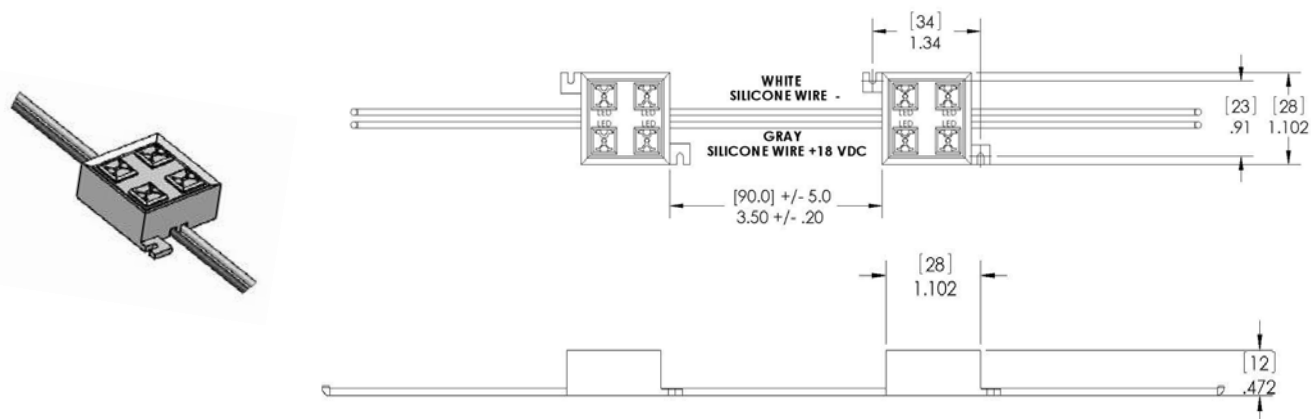 [34]
1.34
WHITE
SILICONE WIRE -
LED LED
LED LED
LED LED
LED LED
GRAY
SILICONE WIRE +18 VDC
[23] [28]
.91 1.102
[90.0] +/- 5.0
3.50 +/- .20
[28]
1.102
[12]
.472